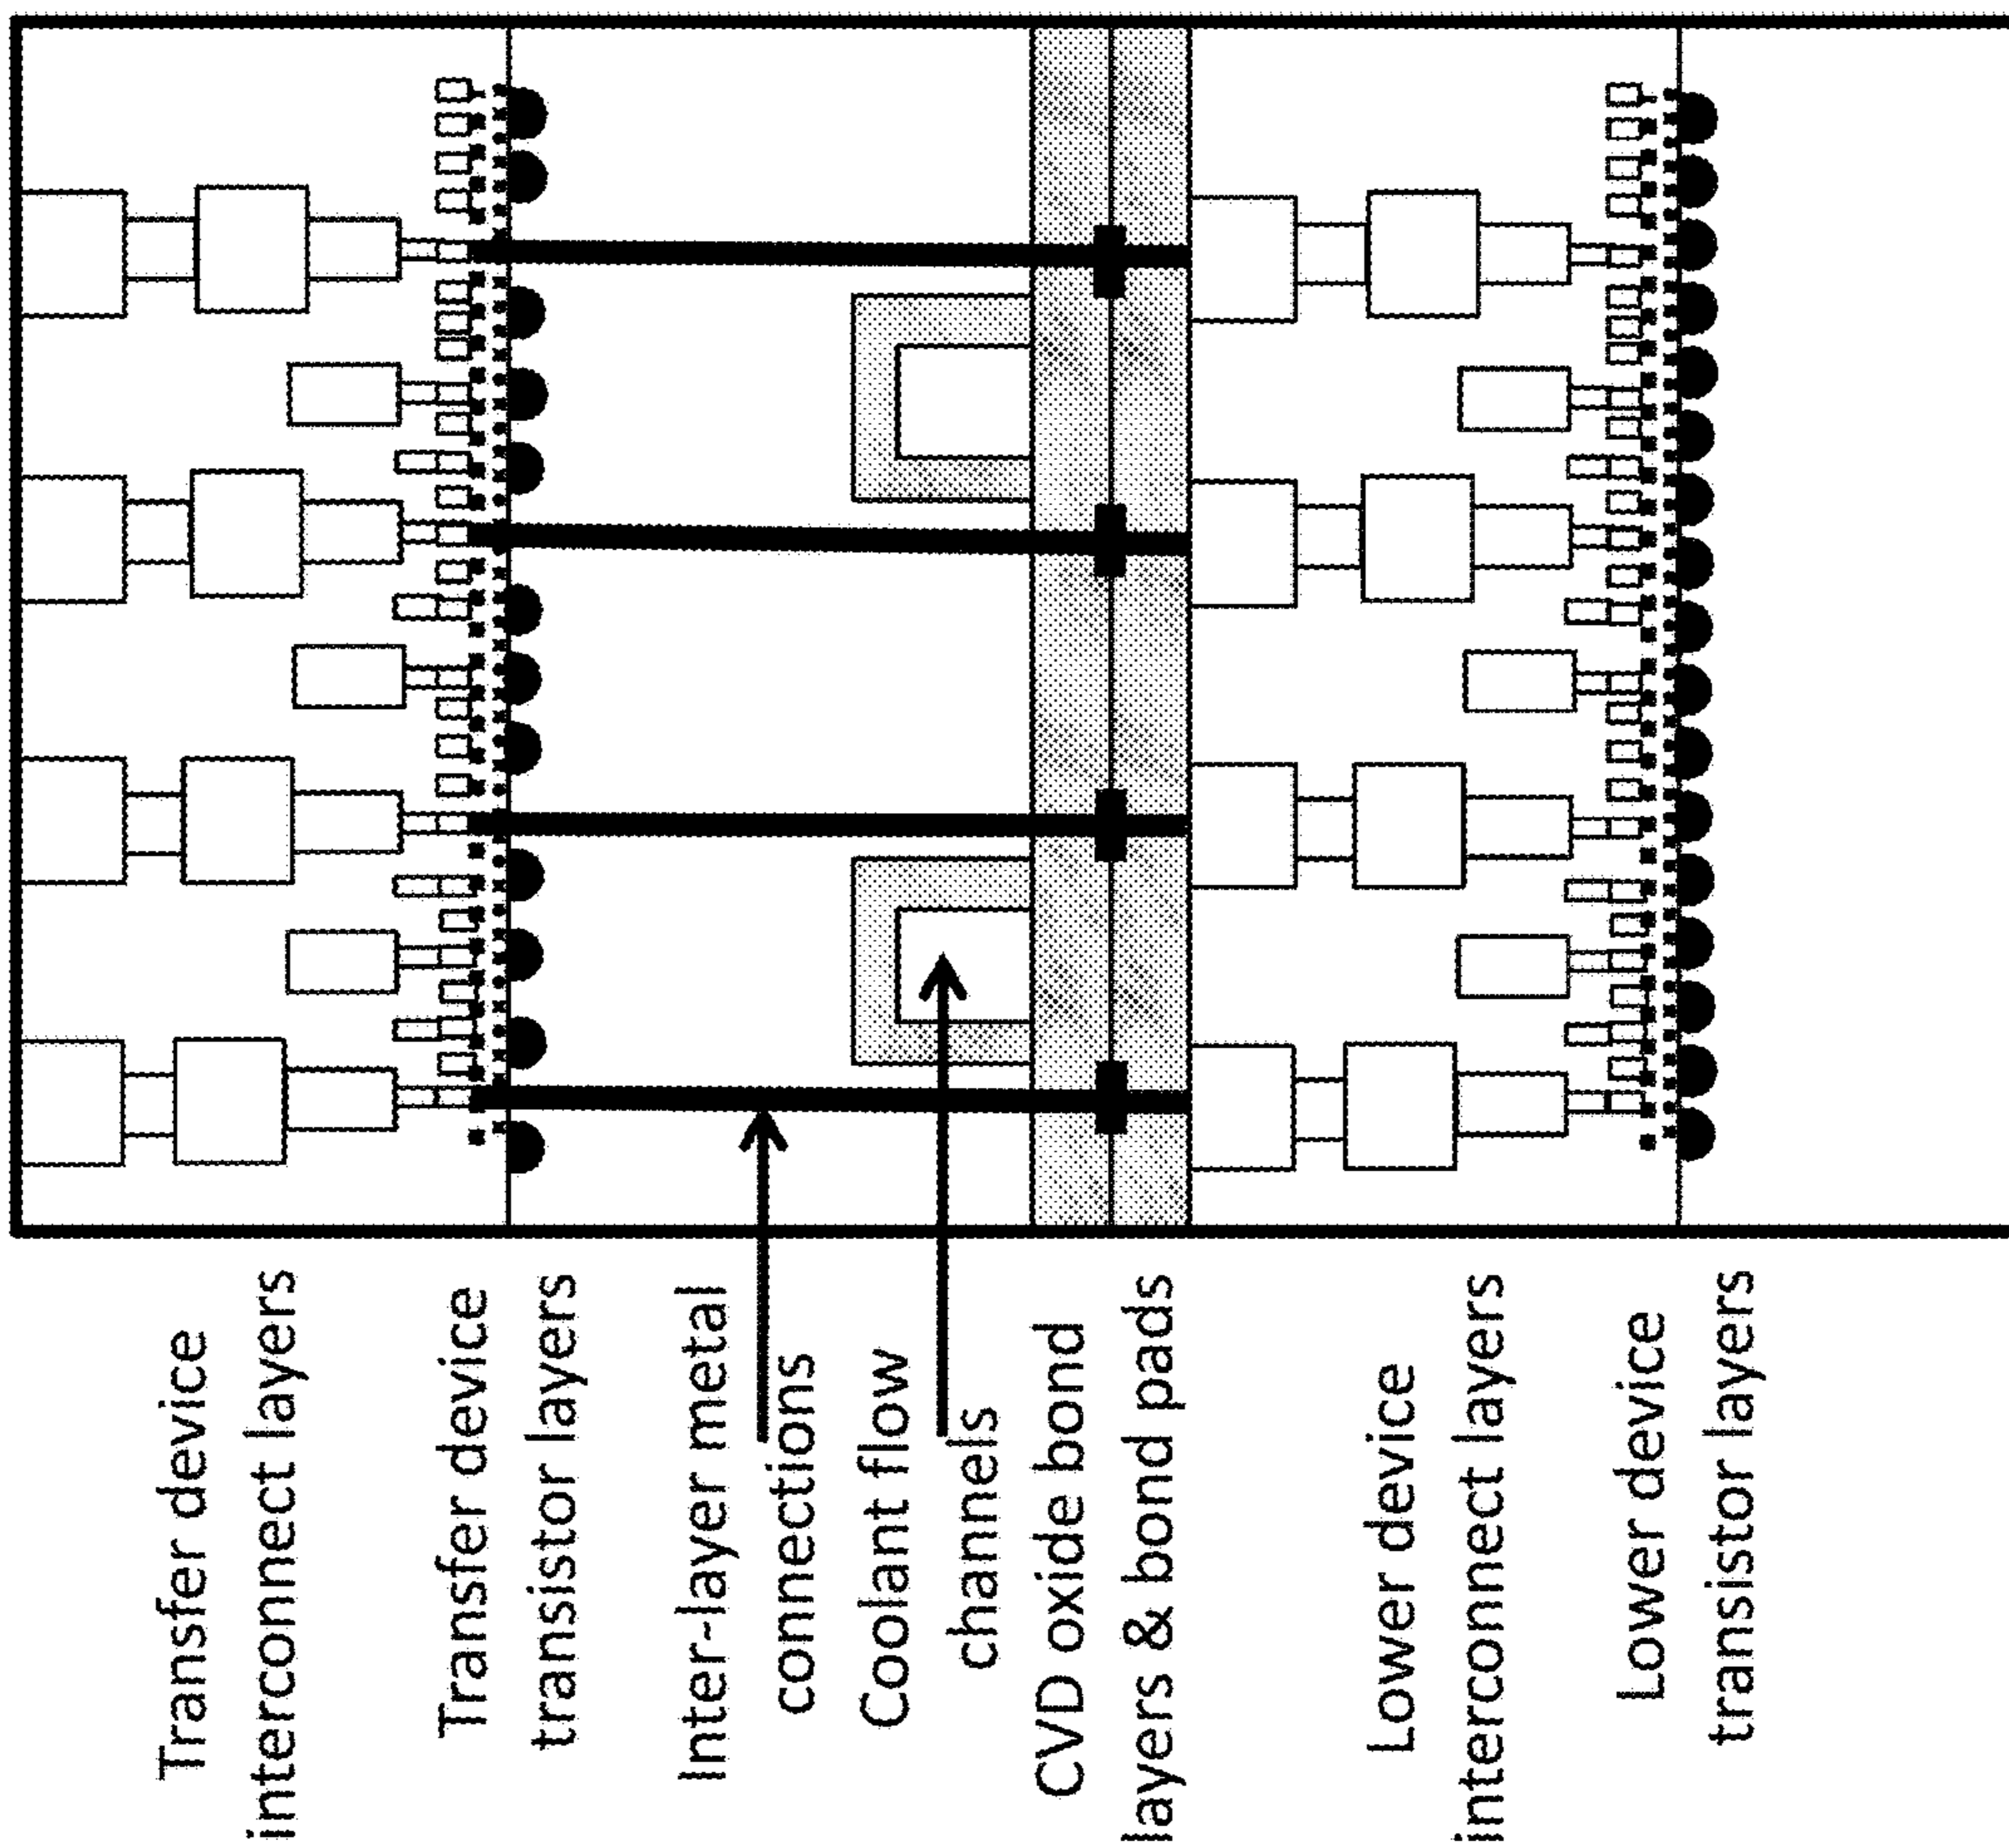 Transfer device
interconnect layers
Transfer device
transistor layers
Inter-layer metal
connections
Coolant flow
channels
CVD oxide bond
layers & bond pads
Lower device
interconnect layers
Lower device
transistor layers